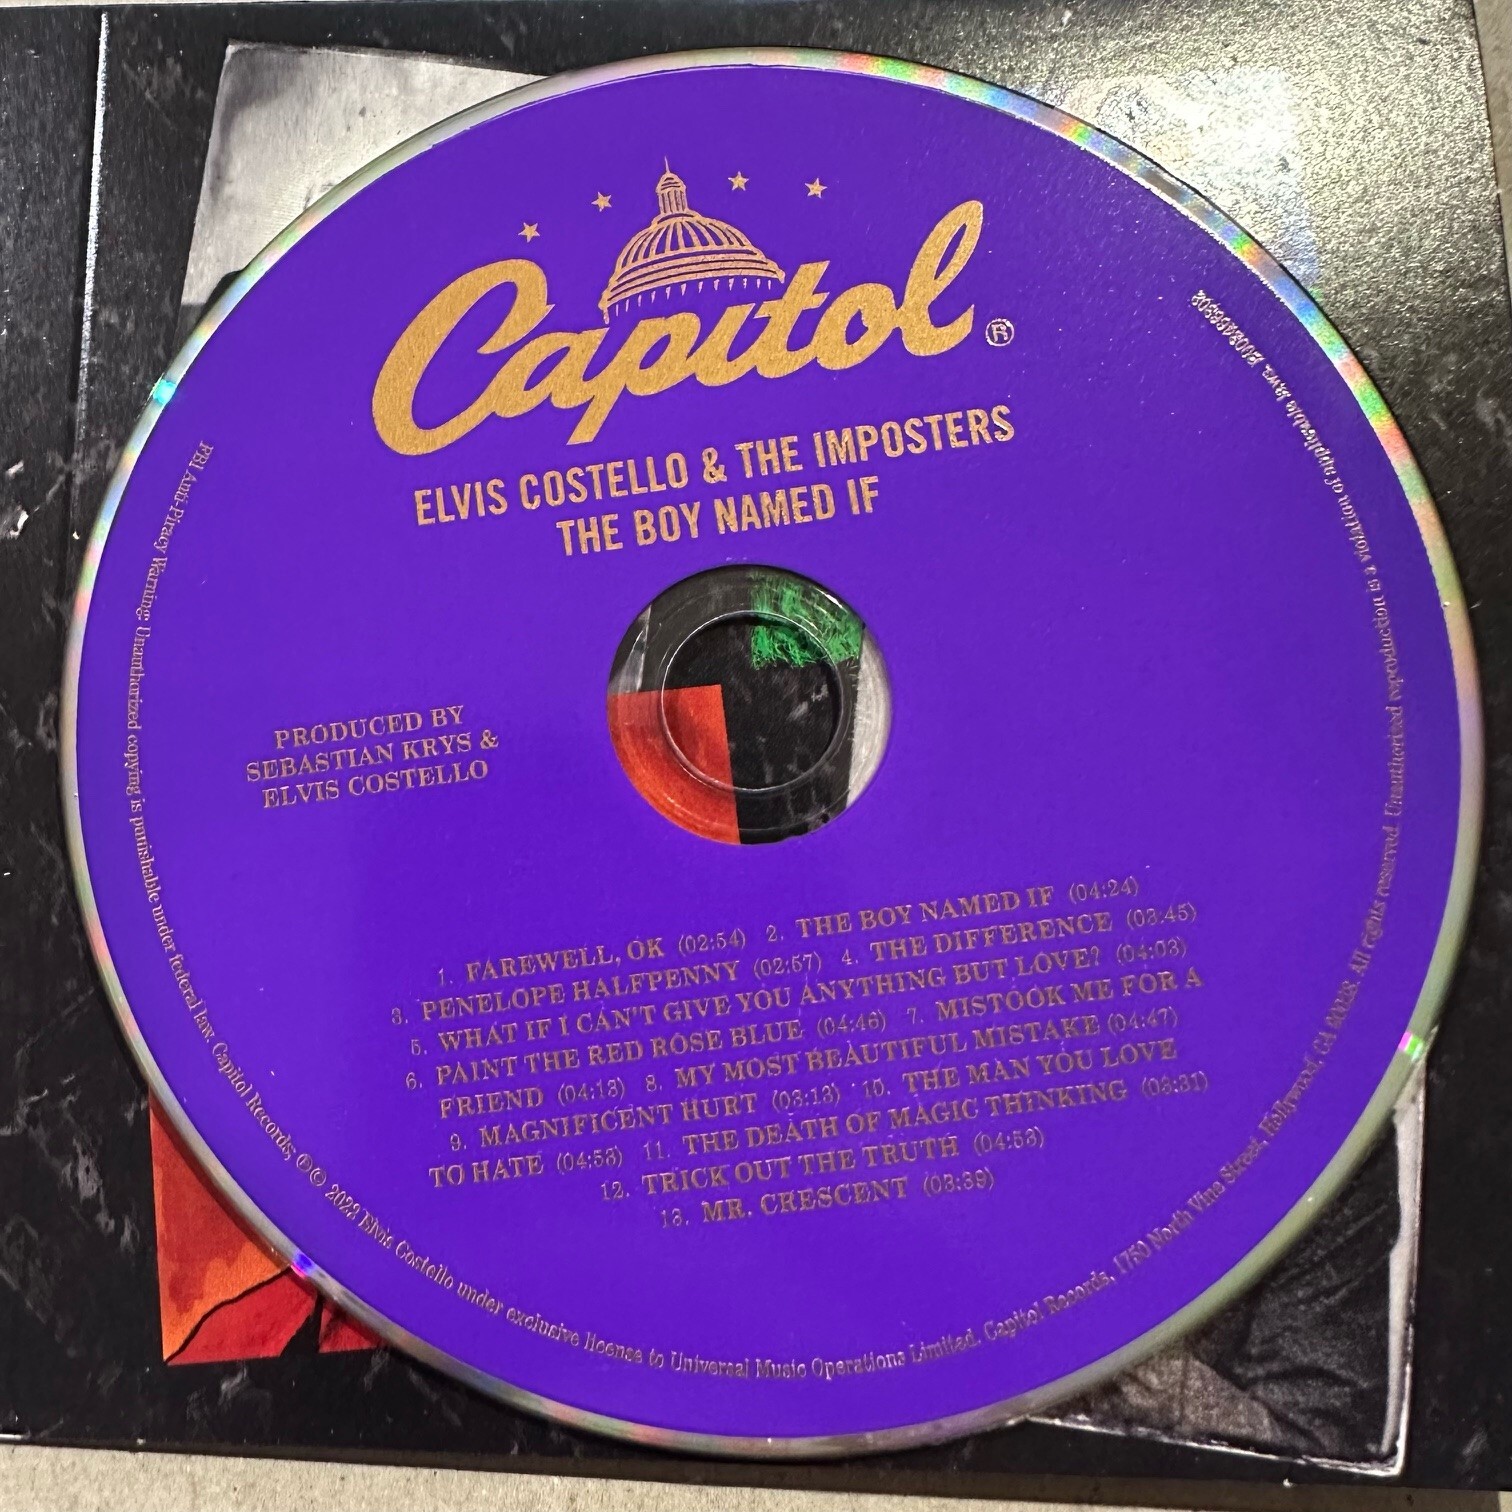 Capitol®
ELVIS COSTELLO & THE IMPOSTERS
THE BOY NAMED IF
PRODUCED BY
SEBASTIAN KRYS &
ELVIS COSTELLO
1. FAREWELL, OK (02:54) 2. THE BOY NAMED IF (04:24)
3. PENELOPE HALFPENNY (02:57) 4. THE DIFFERENCE (03:45)
5. WHAT IF I CAN'T GIVE YOU ANYTHING BUT LOVE? (04:03)
6. PAINT THE RED ROSE BLUE (04:46) 7. MISTOOK ME FOR A
FRIEND (04:13) 8. MY MOST BEAUTIFUL MISTAKE (04:47)
9. MAGNIFICENT HURT (03:13) 10. THE MAN YOU LOVE
TO HATE (04:53) 11. THE DEATH OF MAGIC THINKING (03:31)
12. TRICK OUT THE TRUTH (04:53)
13. MR. CRESCENT (03:39)
FBI Anti-Piracy Warning: Unauthorized copying is punishable under federal law. Capitol Records; ℗© 2022 Elvis Costello under exclusive license to Universal Music Operations Limited. Capitol Records, 1750 North Vine Street, Hollywood, CA 90028. All rights reserved. Unauthorized reproduction is a violation of applicable laws.